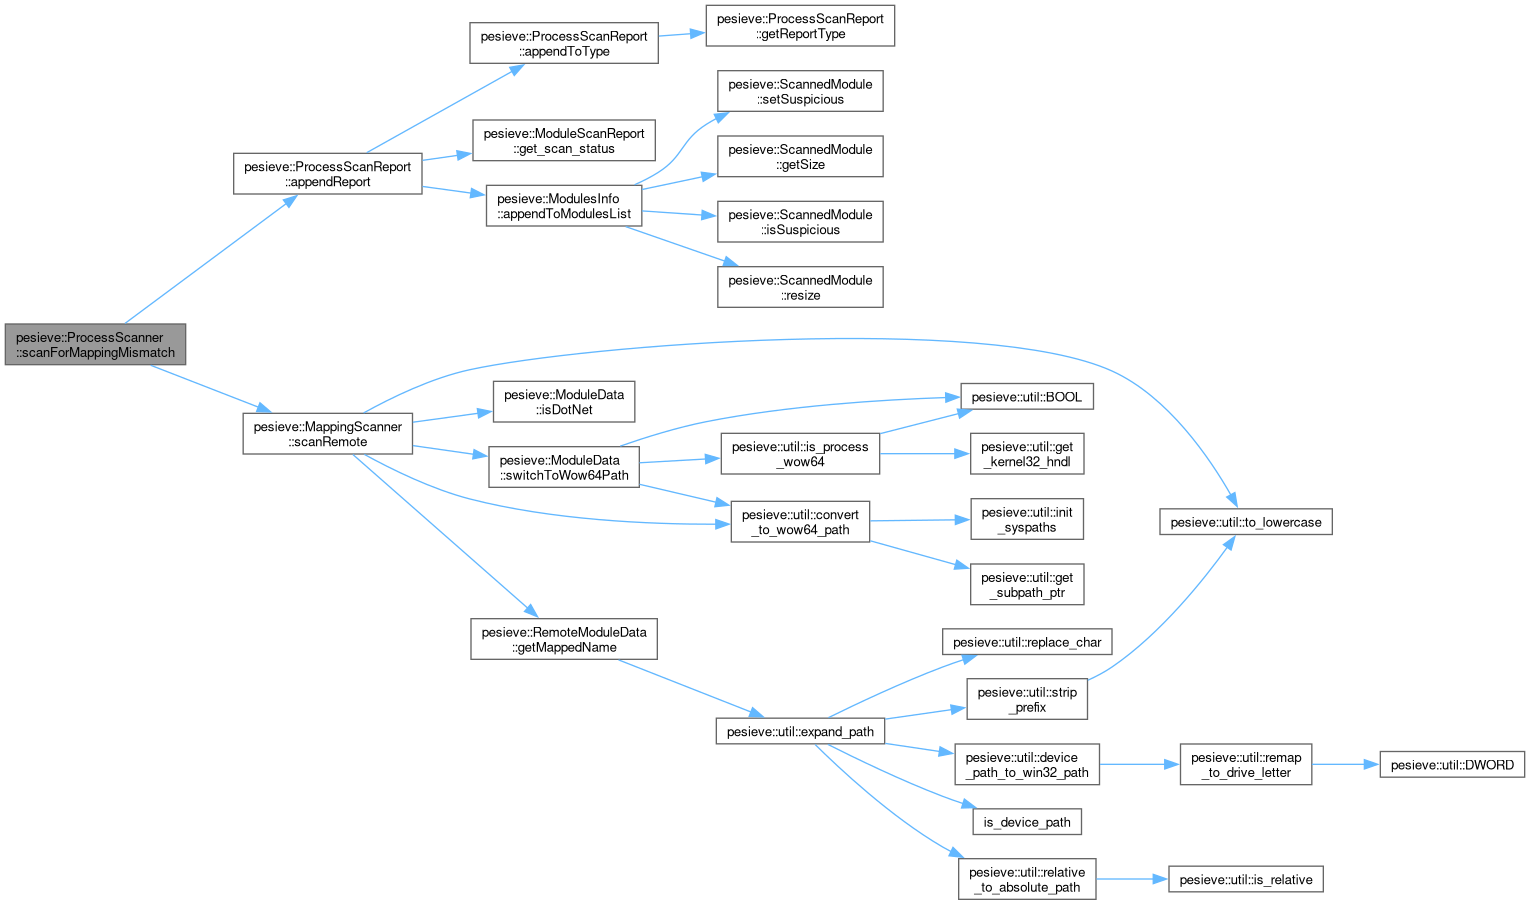 pesieve::ProcessScanReport
::getReportType
pesieve::ProcessScanReport
::appendToType
pesieve::ScannedModule
::setSuspicious
pesieve::ModuleScanReport
::get_scan_status
pesieve::ScannedModule
::getSize
pesieve::ProcessScanReport
::appendReport
pesieve::ModulesInfo
::appendToModulesList
pesieve::ScannedModule
::isSuspicious
pesieve::ScannedModule
::resize
pesieve::ProcessScanner
::scanForMappingMismatch
pesieve::ModuleData
::isDotNet
pesieve::util::BOOL
pesieve::MappingScanner
::scanRemote
pesieve::util::is_process
_wow64
pesieve::util::get
_kernel32_hndl
pesieve::ModuleData
::switchToWow64Path
pesieve::util::convert
_to_wow64_path
pesieve::util::init
_syspaths
pesieve::util::to_lowercase
pesieve::util::get
_subpath_ptr
pesieve::RemoteModuleData
::getMappedName
pesieve::util::replace_char
pesieve::util::strip
_prefix
pesieve::util::expand_path
pesieve::util::device
_path_to_win32_path
pesieve::util::remap
_to_drive_letter
pesieve::util::DWORD
is_device_path
pesieve::util::relative
_to_absolute_path
pesieve::util::is_relative